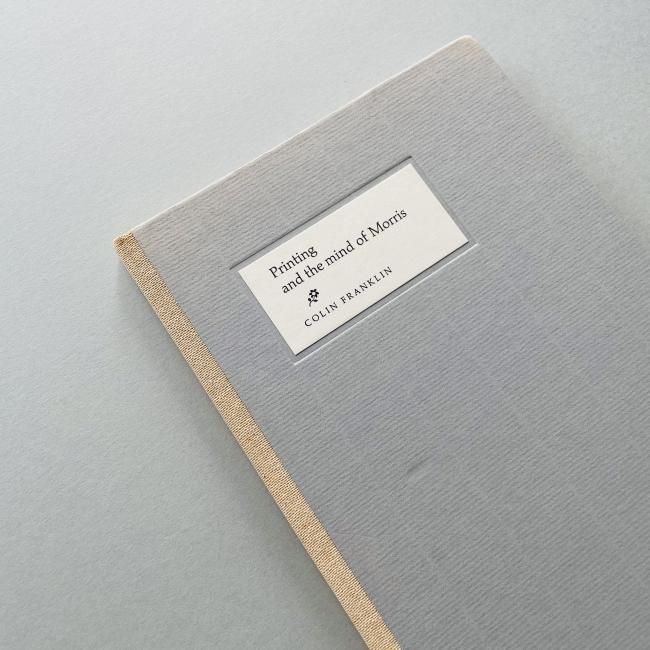 Printing
and the mind of Morris
COLIN FRANKLIN